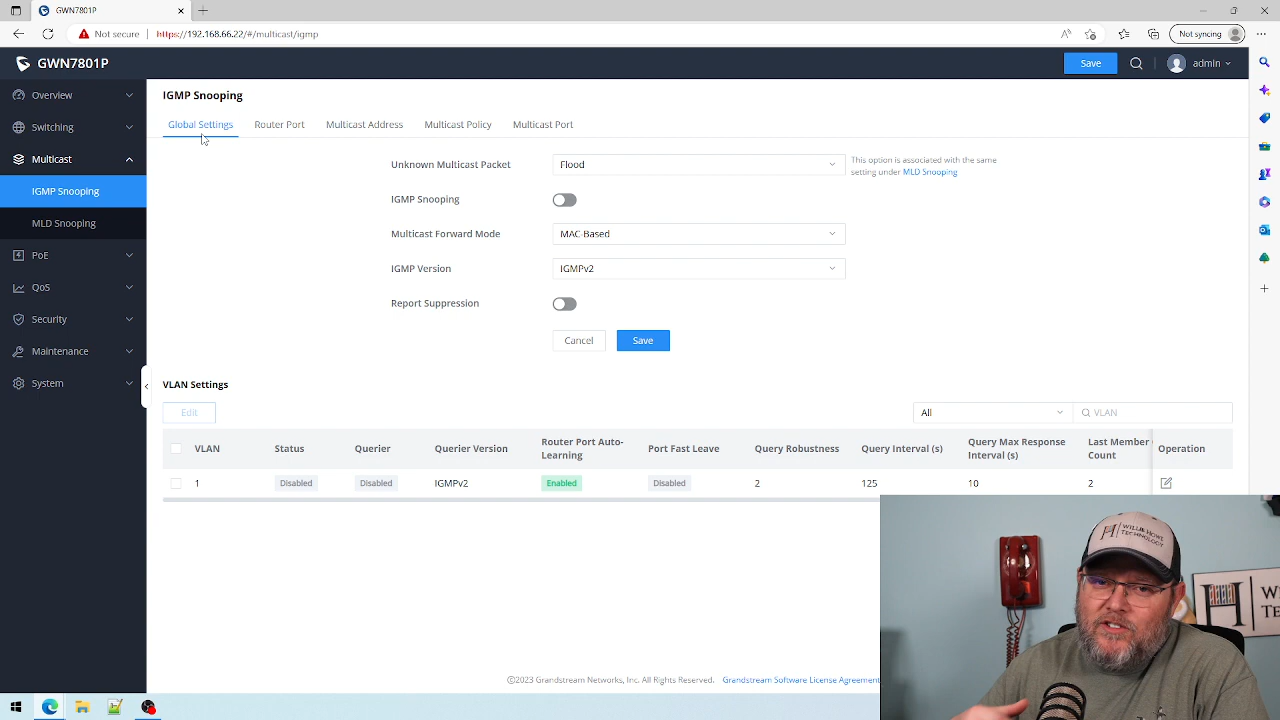 GWN7801P
Not secure
https://192.168.66.22/#/multicast/igmp
Not syncing
GWN7801P
Save
admin
Overview
Switching
Multicast
IGMP Snooping
MLD Snooping
PoE
QoS
Security
Maintenance
System
IGMP Snooping
Global Settings
Router Port
Multicast Address
Multicast Policy
Multicast Port
Unknown Multicast Packet
Flood
This option is associated with the same
setting under MLD Snooping
IGMP Snooping
Multicast Forward Mode
MAC-Based
IGMP Version
IGMPv2
Report Suppression
Cancel
Save
VLAN Settings
Edit
All
VLAN
VLAN
Status
Querier
Querier Version
Router Port Auto-
Learning
Port Fast Leave
Query Robustness
Query Interval (s)
Query Max Response
Interval (s)
Last Member
Count
Operation
1
Disabled
Disabled
IGMPv2
Enabled
Disabled
2
125
10
2
©2023 Grandstream Networks, Inc. All Rights Reserved.
Grandstream Software License Agreement
WILLIE HOWE
TECHNOLOGY